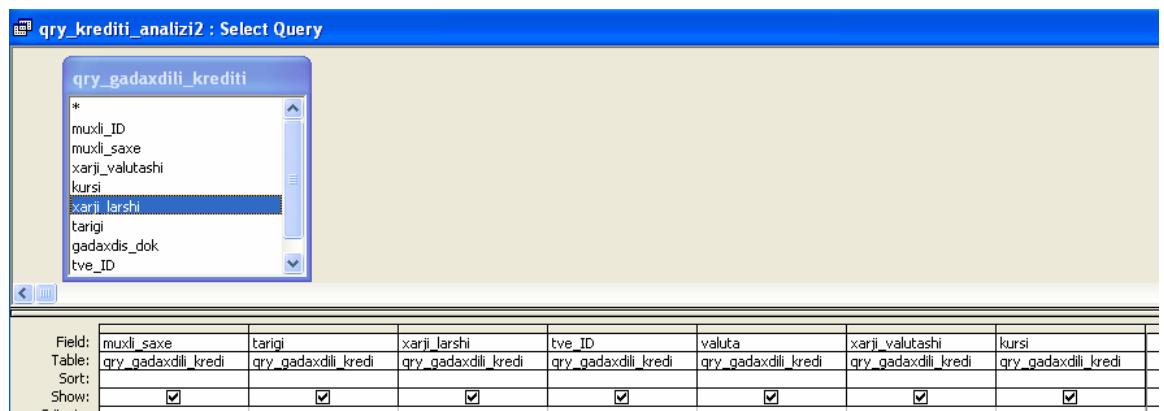 qry_krediti_analizi2 : Select Query
qry_gadaxdili_krediti
*
muxli_ID
muxli_saxe
xarji_valutashi
kursi
xarji_larshi
tarigi
gadaxdis_dok
tve_ID
Field: muxli_saxe tarigi xarji_larshi tve_ID valuta xarji_valutashi kursi
Table: qry_gadaxdili_kredi qry_gadaxdili_kredi qry_gadaxdili_kredi qry_gadaxdili_kredi qry_gadaxdili_kredi qry_gadaxdili_kredi qry_gadaxdili_kredi
Sort:
Show: